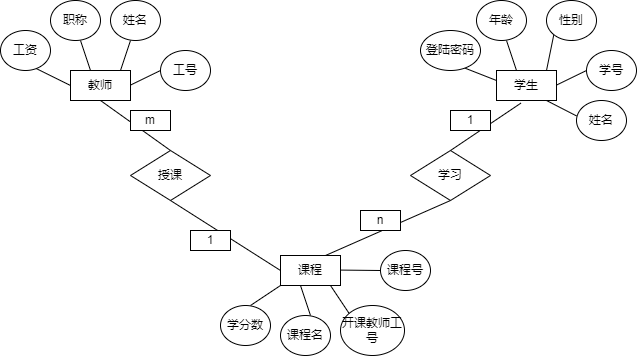 职称
姓名
年龄
性别
工资
登陆密码
工号
学号
教师
学生
姓名
m
1
授课
学习
n
1
课程
课程号
学分数
课程名
开课教师工
号